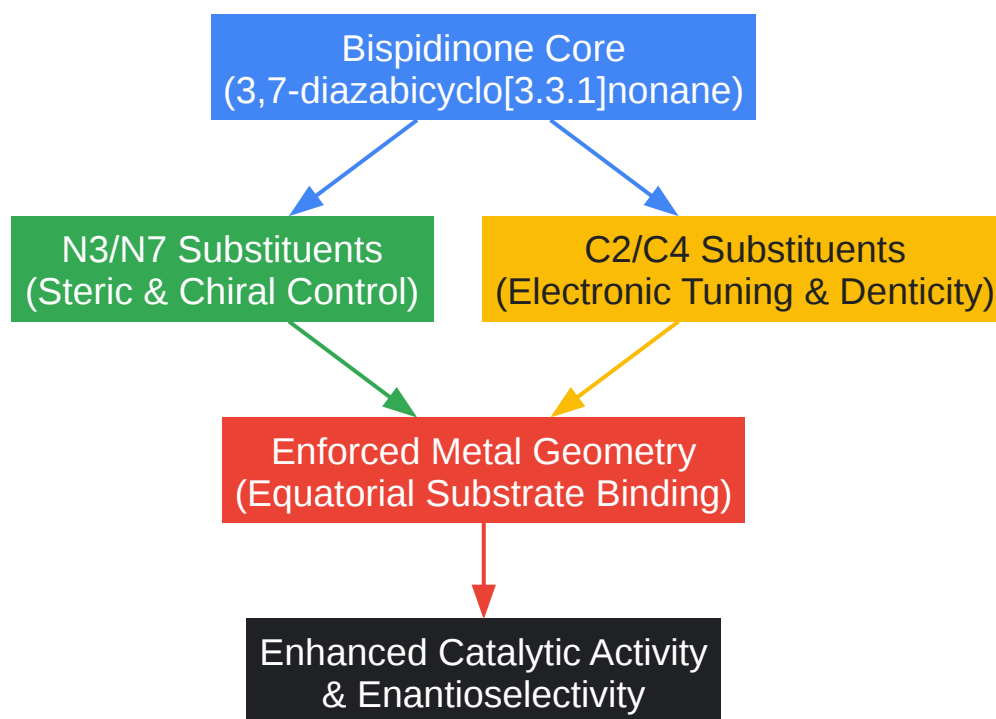 Bispidinone Core
(3,7-diazabicyclo[3.3.1]nonane)
N3/N7 Substituents
(Steric & Chiral Control)
C2/C4 Substituents
(Electronic Tuning & Denticity)
Enforced Metal Geometry
(Equatorial Substrate Binding)
Enhanced Catalytic Activity
& Enantioselectivity